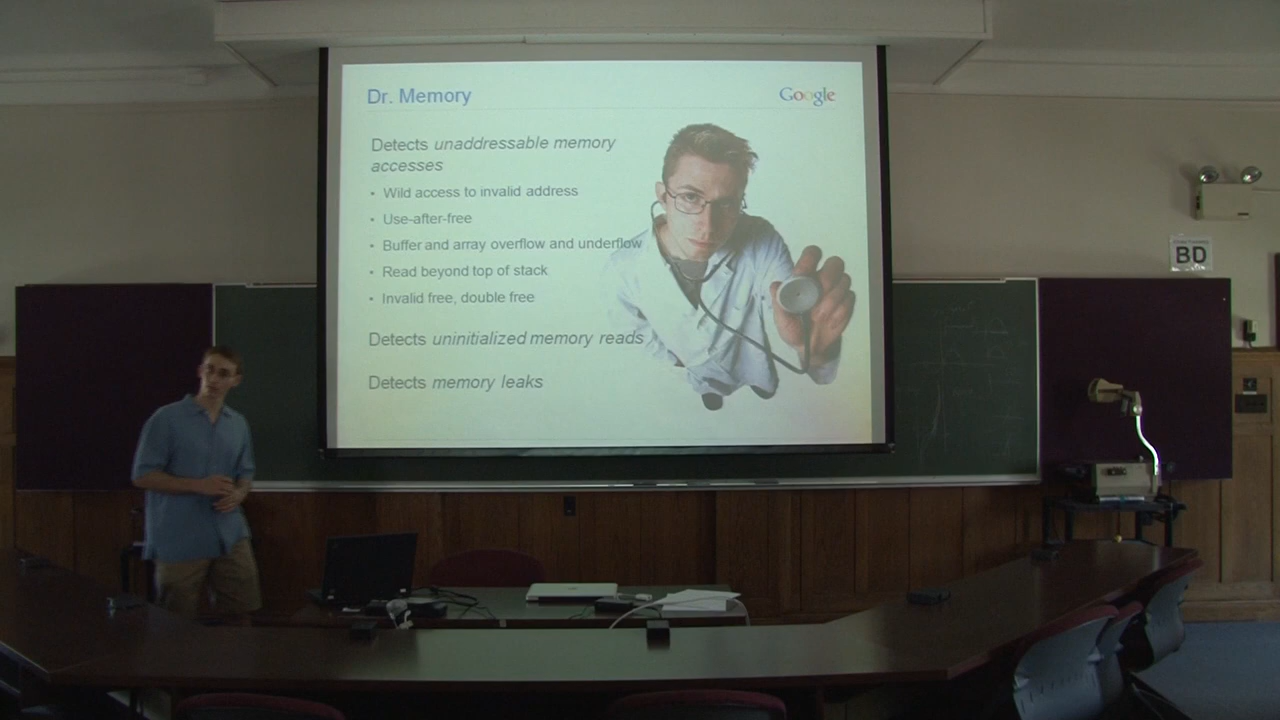 Dr. Memory
Google
Detects unaddressable memory
accesses
• Wild access to invalid address
• Use-after-free
• Buffer and array overflow and underflow
• Read beyond top of stack
• Invalid free, double free
Detects uninitialized memory reads
Detects memory leaks
BD